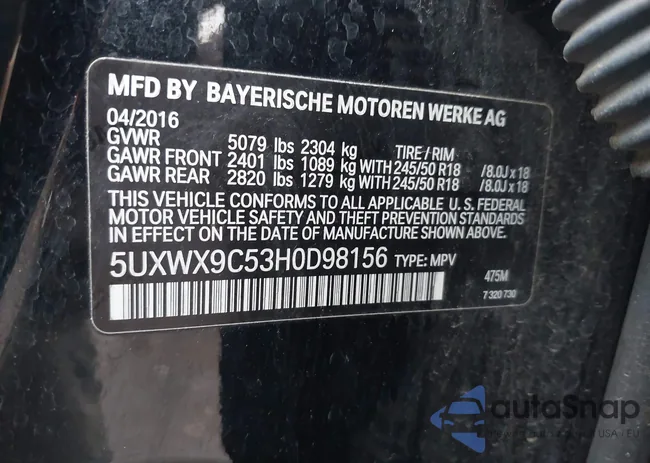 MFD BY BAYERISCHE MOTOREN WERKE AG
04/2016
GVWR 5079 lbs 2304 kg TIRE / RIM
GAWR FRONT 2401 lbs 1089 kg WITH 245/50 R18 /8.0J x 18
GAWR REAR 2820 lbs 1279 kg WITH 245/50 R18 /8.0J x 18
THIS VEHICLE CONFORMS TO ALL APPLICABLE U. S. FEDERAL
MOTOR VEHICLE SAFETY AND THEFT PREVENTION STANDARDS
IN EFFECT ON THE DATE OF MANUFACTURE SHOWN ABOVE.
5UXWX9C53H0D98156 TYPE: MPV
475M
7 320 730
autoSnap
USA / EU